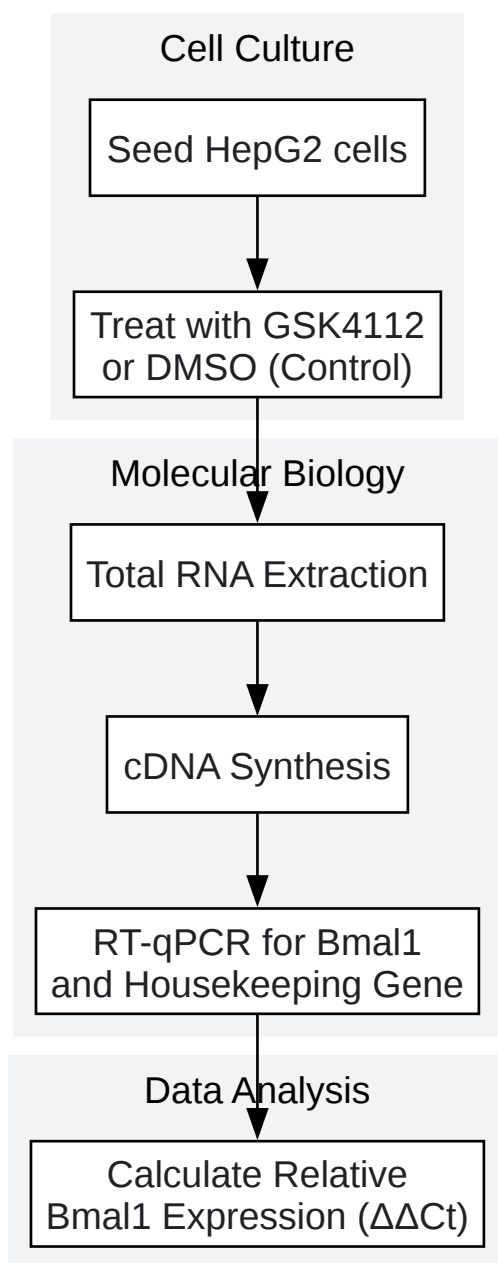 Cell Culture
Seed HepG2 cells
Treat with GSK4112
or DMSO (Control)
Molecular Biology
Total RNA Extraction
cDNA Synthesis
RT-qPCR for Bmal1
and Housekeeping Gene
Data Analysis
Calculate Relative
Bmal1 Expression (ΔΔCt)